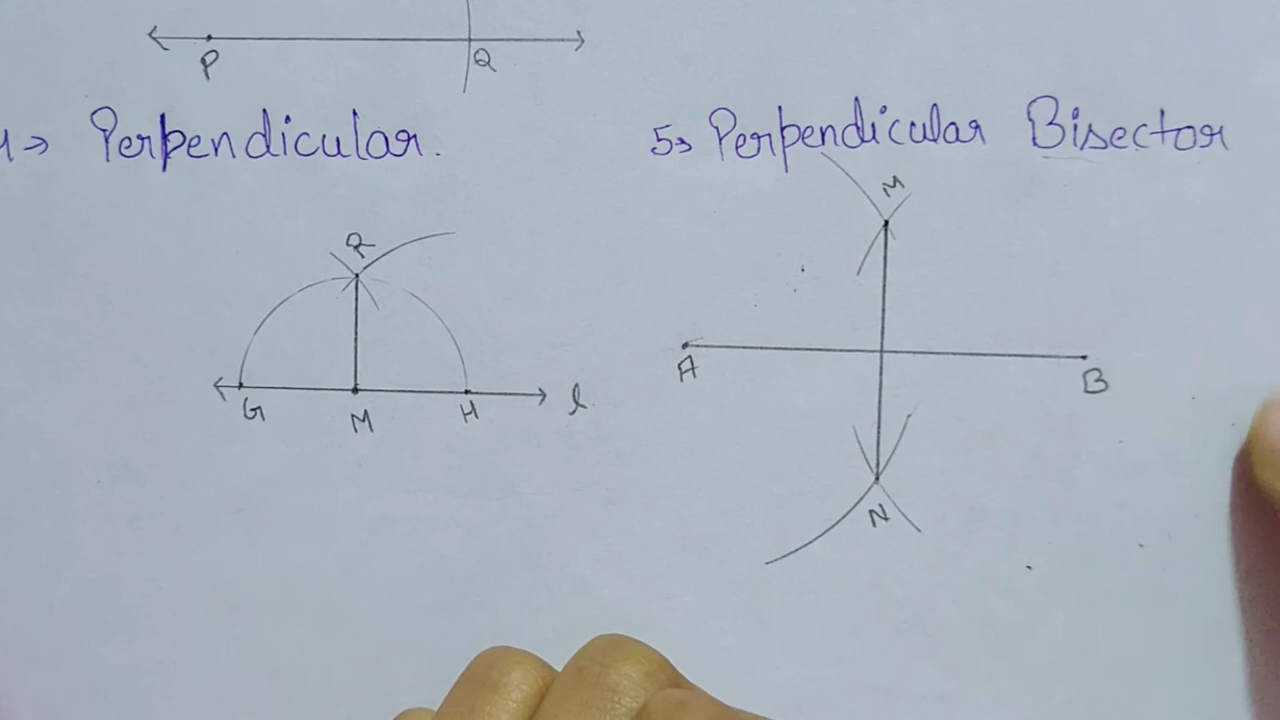 P Q
4→ Perpendicular.
5→ Perpendicular Bisector
R
G M H l
M
A B
N